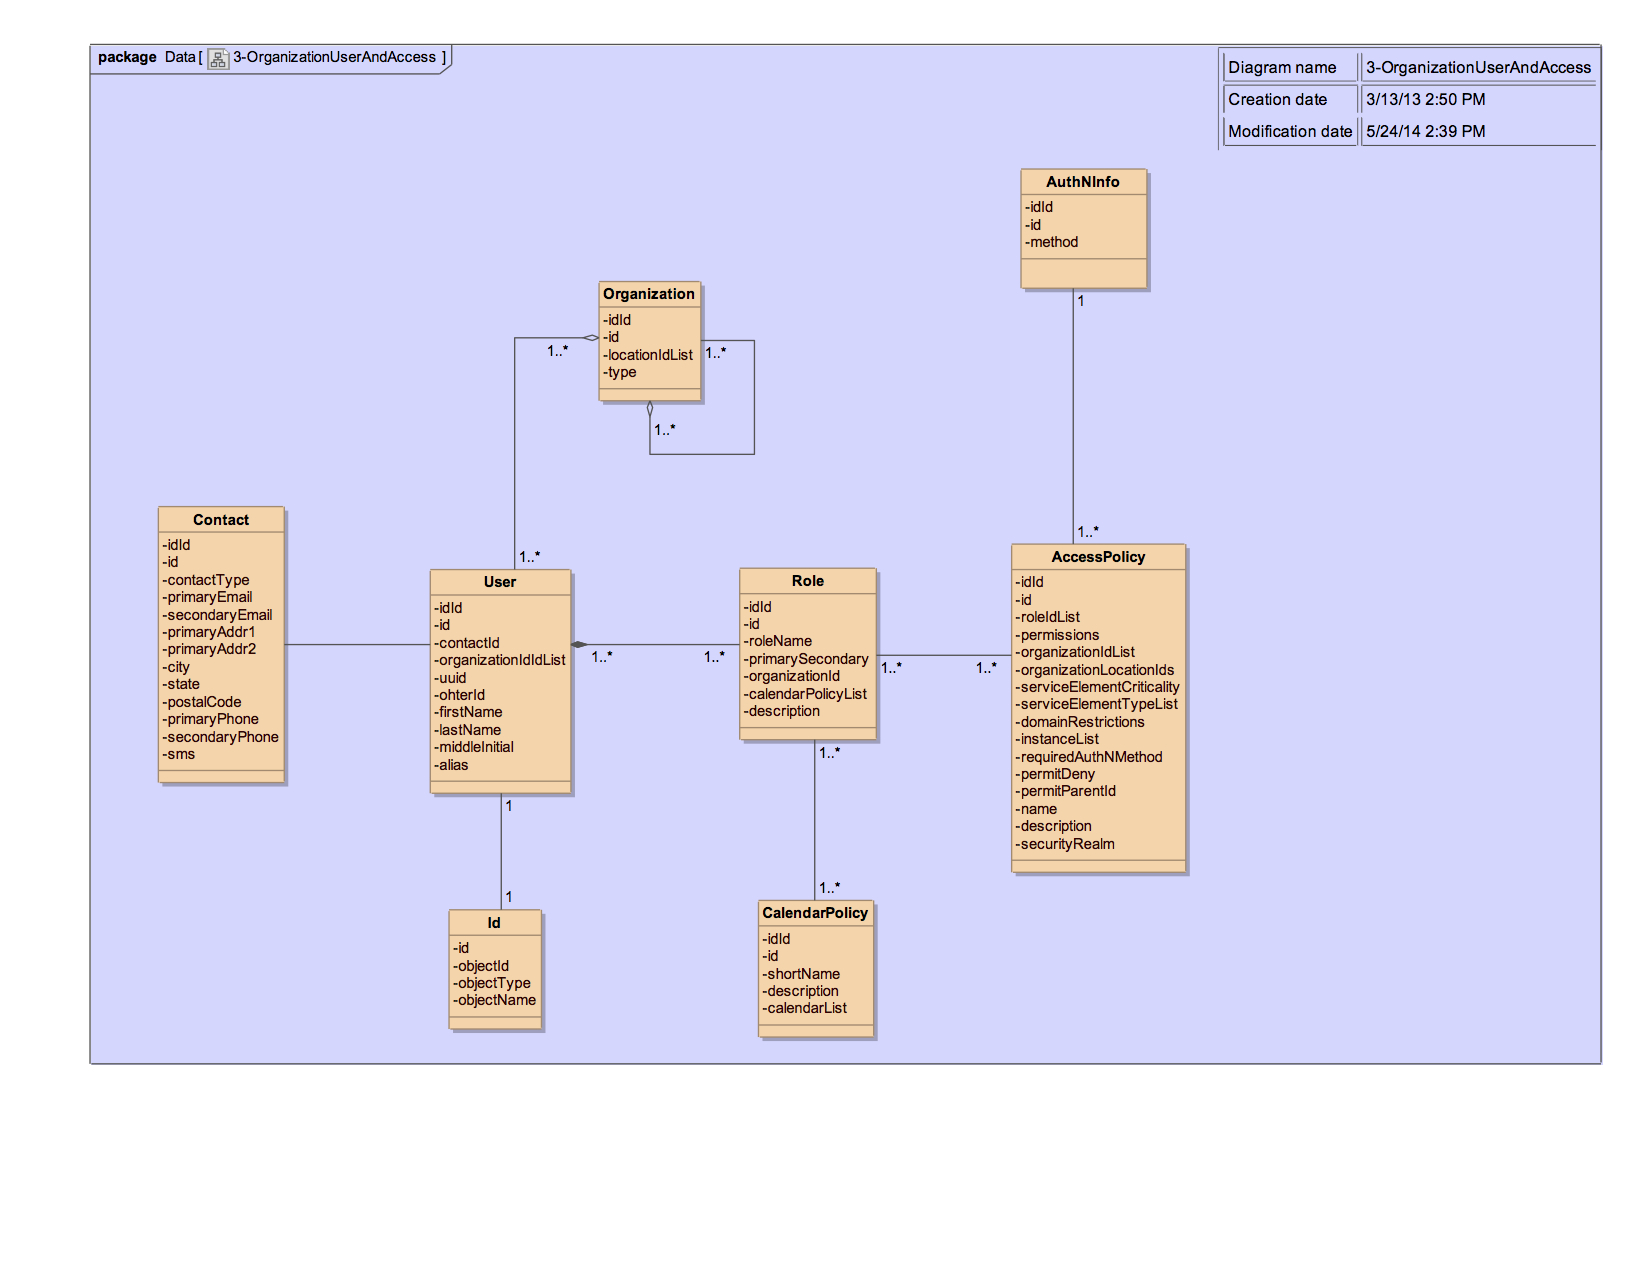 package Data [ 3-OrganizationUserAndAccess ]
Diagram name 3-OrganizationUserAndAccess
Creation date 3/13/13 2:50 PM
Modification date 5/24/14 2:39 PM
AuthNInfo
-idId
-id
-method
1
1..*
Organization
-idId
-id
-locationIdList
-type
1..*
1..*
1..*
1..*
Contact
-idId
-id
-contactType
-primaryEmail
-secondaryEmail
-primaryAddr1
-primaryAddr2
-city
-state
-postalCode
-primaryPhone
-secondaryPhone
-sms
User
-idId
-id
-contactId
-organizationIdIdList
-uuid
-ohterId
-firstName
-lastName
-middleInitial
-alias
1..*
1..*
Role
-idId
-id
-roleName
-primarySecondary
-organizationId
-calendarPolicyList
-description
1..*
1..*
AccessPolicy
-idId
-id
-roleIdList
-permissions
-organizationIdList
-organizationLocationIds
-serviceElementCriticality
-serviceElementTypeList
-domainRestrictions
-instanceList
-requiredAuthNMethod
-permitDeny
-permitParentId
-name
-description
-securityRealm
1
1
Id
-id
-objectId
-objectType
-objectName
1..*
1..*
CalendarPolicy
-idId
-id
-shortName
-description
-calendarList